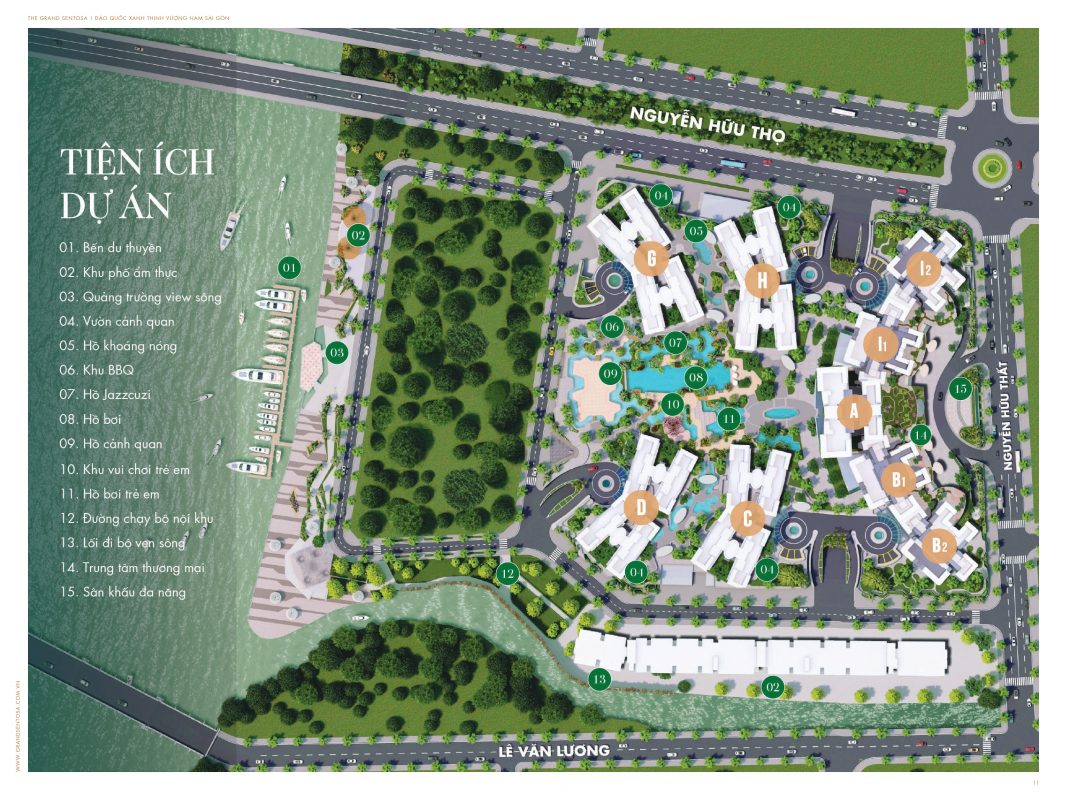 THE GRAND SENTOSA | ĐẢO QUỐC XANH THỊNH VƯỢNG NAM SÀI GÒN
TIỆN ÍCH
DỰ ÁN
01. Bến du thuyền
02. Khu phố ẩm thực
03. Quảng trường view sông
04. Vườn cảnh quan
05. Hồ khoáng nóng
06. Khu BBQ
07. Hồ Jazzcuzi
08. Hồ bơi
09. Hồ cảnh quan
10. Khu vui chơi trẻ em
11. Hồ bơi trẻ em
12. Đường chạy bộ nội khu
13. Lối đi bộ ven sông
14. Trung tâm thương mại
15. Sân khấu đa năng
NGUYỄN HỮU THỌ
04
04
02
05
G
H
I2
01
06
07
I1
03
09
08
15
10
A
11
14
NGUYỄN HỮU THẤT
B1
D
C
B2
12
04
04
13
02
LÊ VĂN LƯƠNG
WWW.GRANDSENTOSA.COM.VN
11